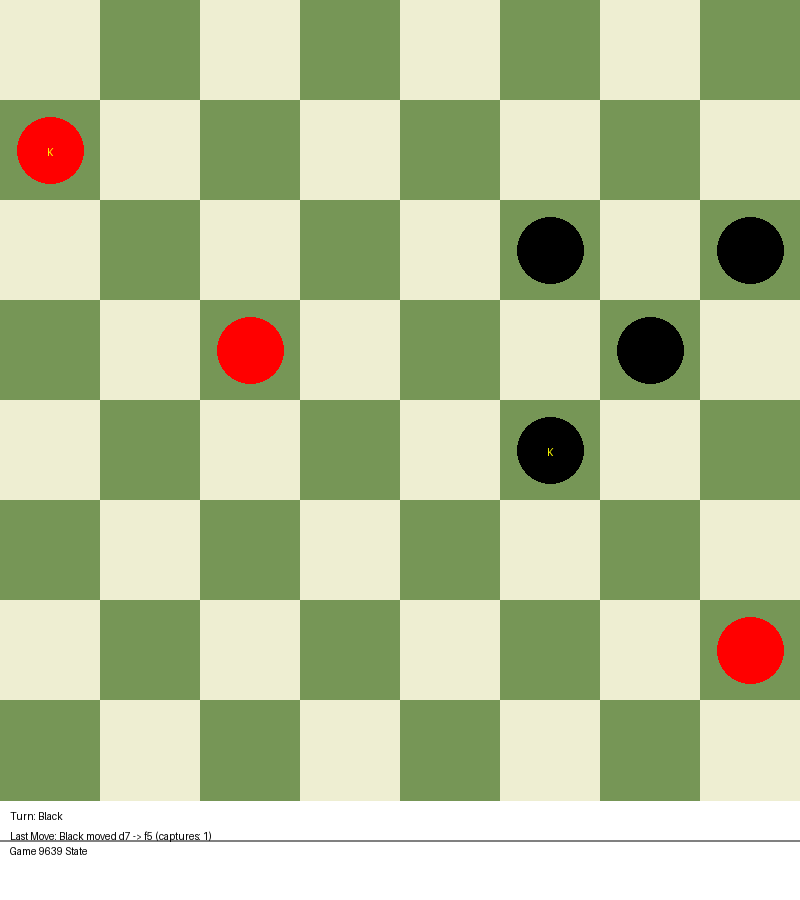 K
K
Turn: Black
Last Move: Black moved d7 -> f5 (captures: 1)
Game 9639 State